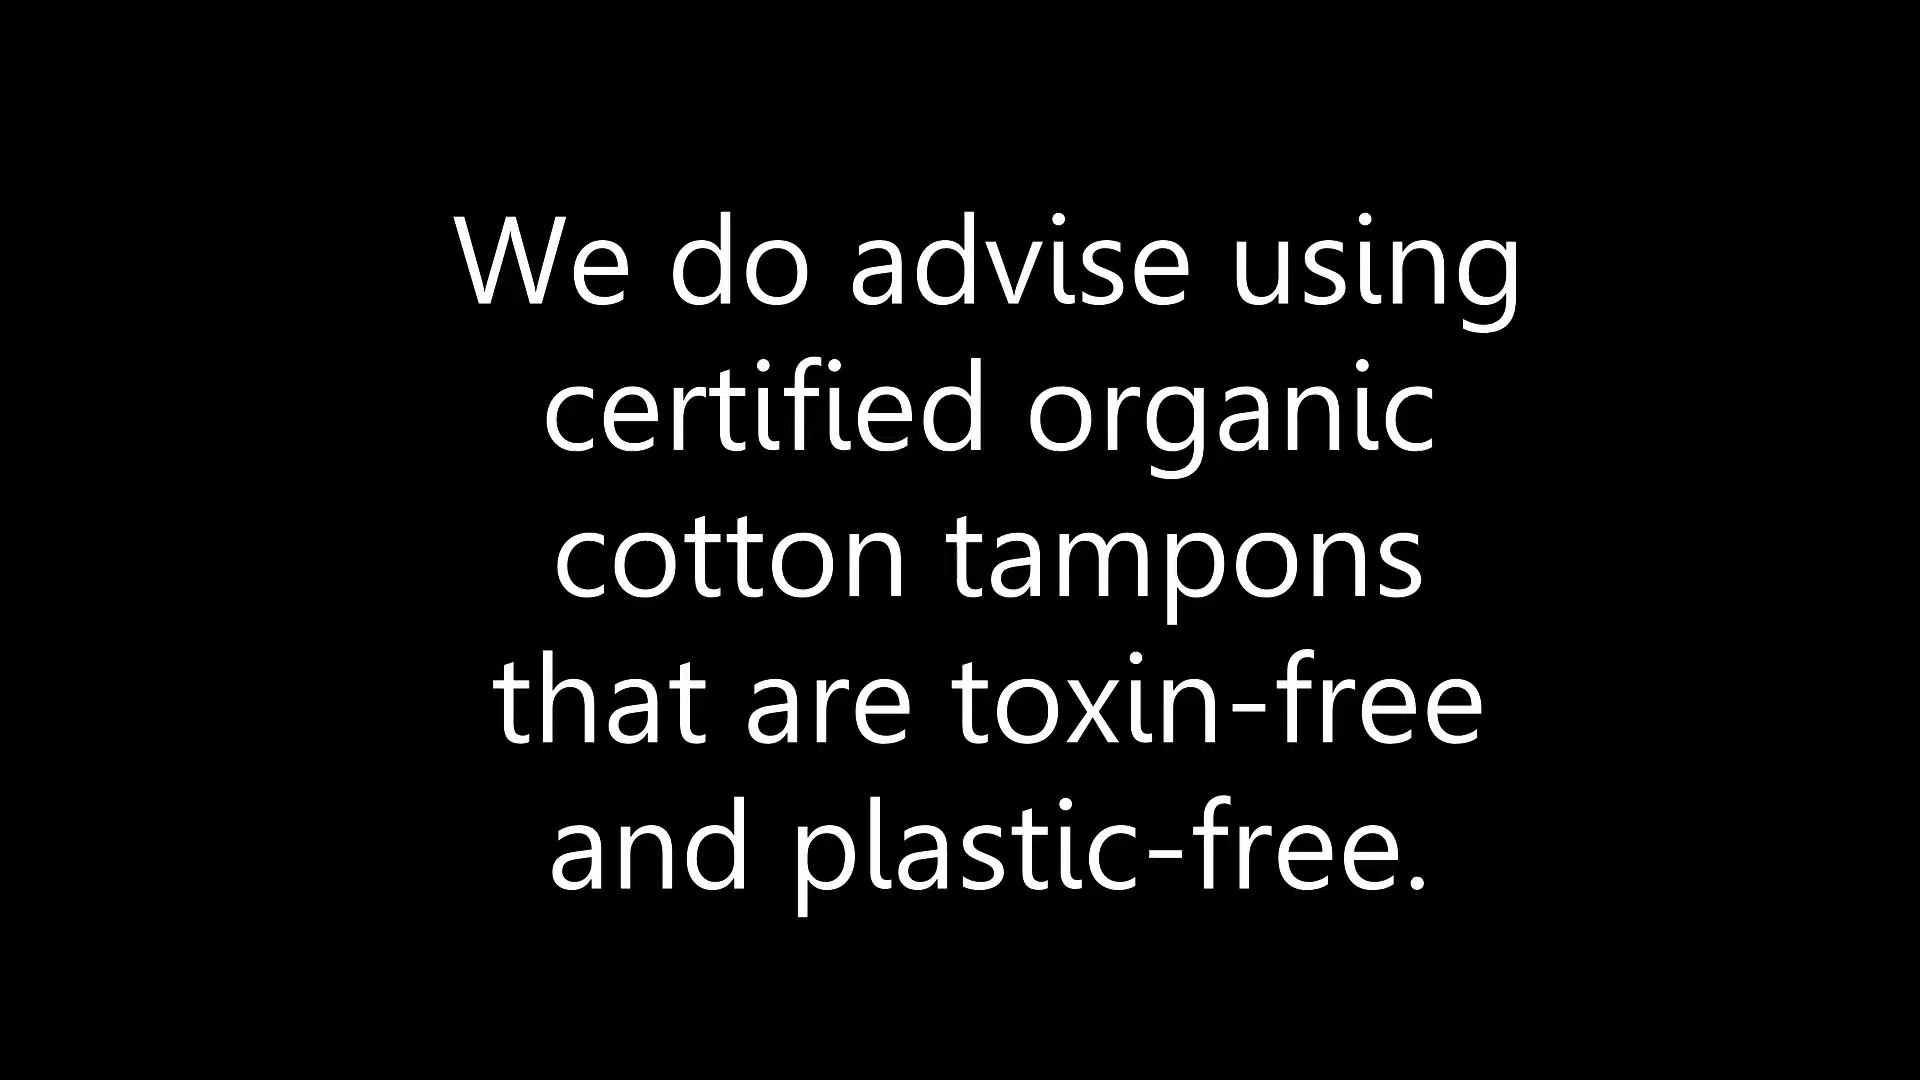 We do advise using
certified organic
cotton tampons
that are toxin-free
and plastic-free.